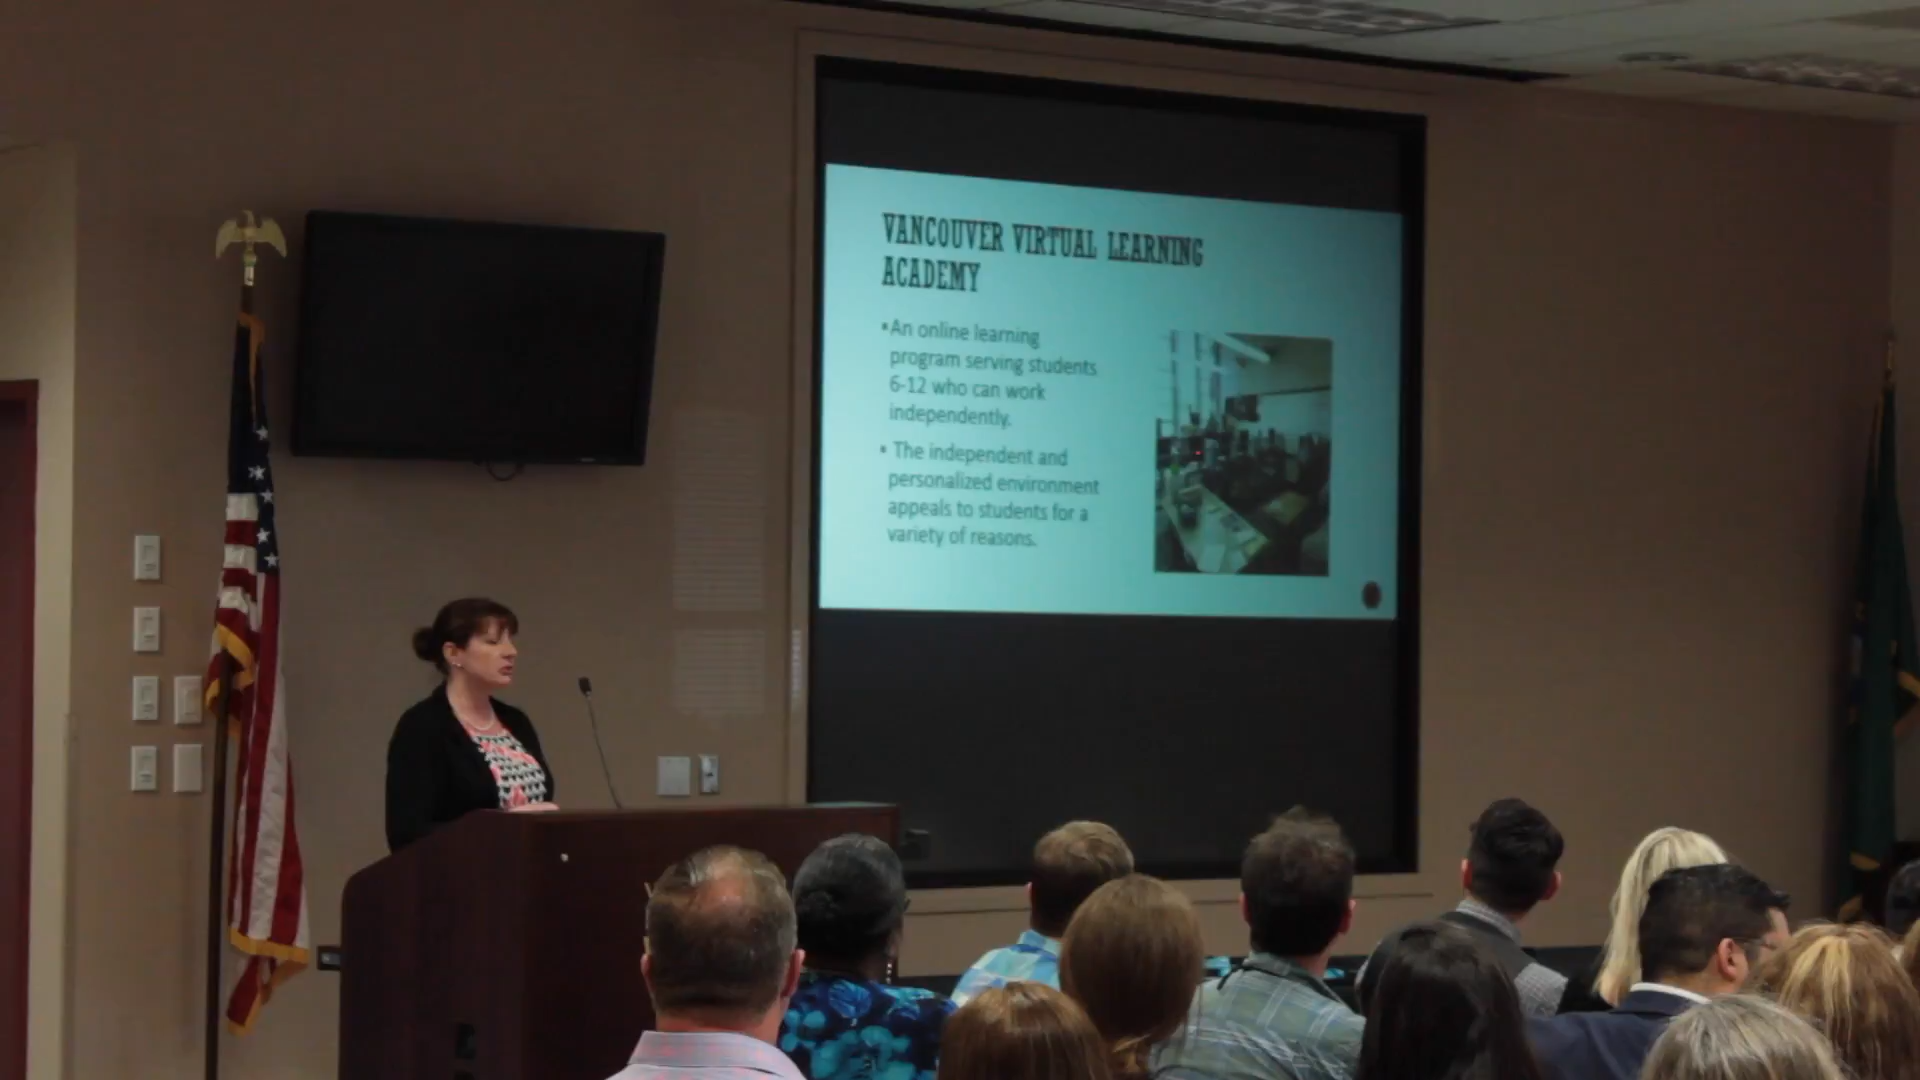 VANCOUVER VIRTUAL LEARNING
ACADEMY
▪An online learning
program serving students
6-12 who can work
independently.
▪ The independent and
personalized environment
appeals to students for a
variety of reasons.